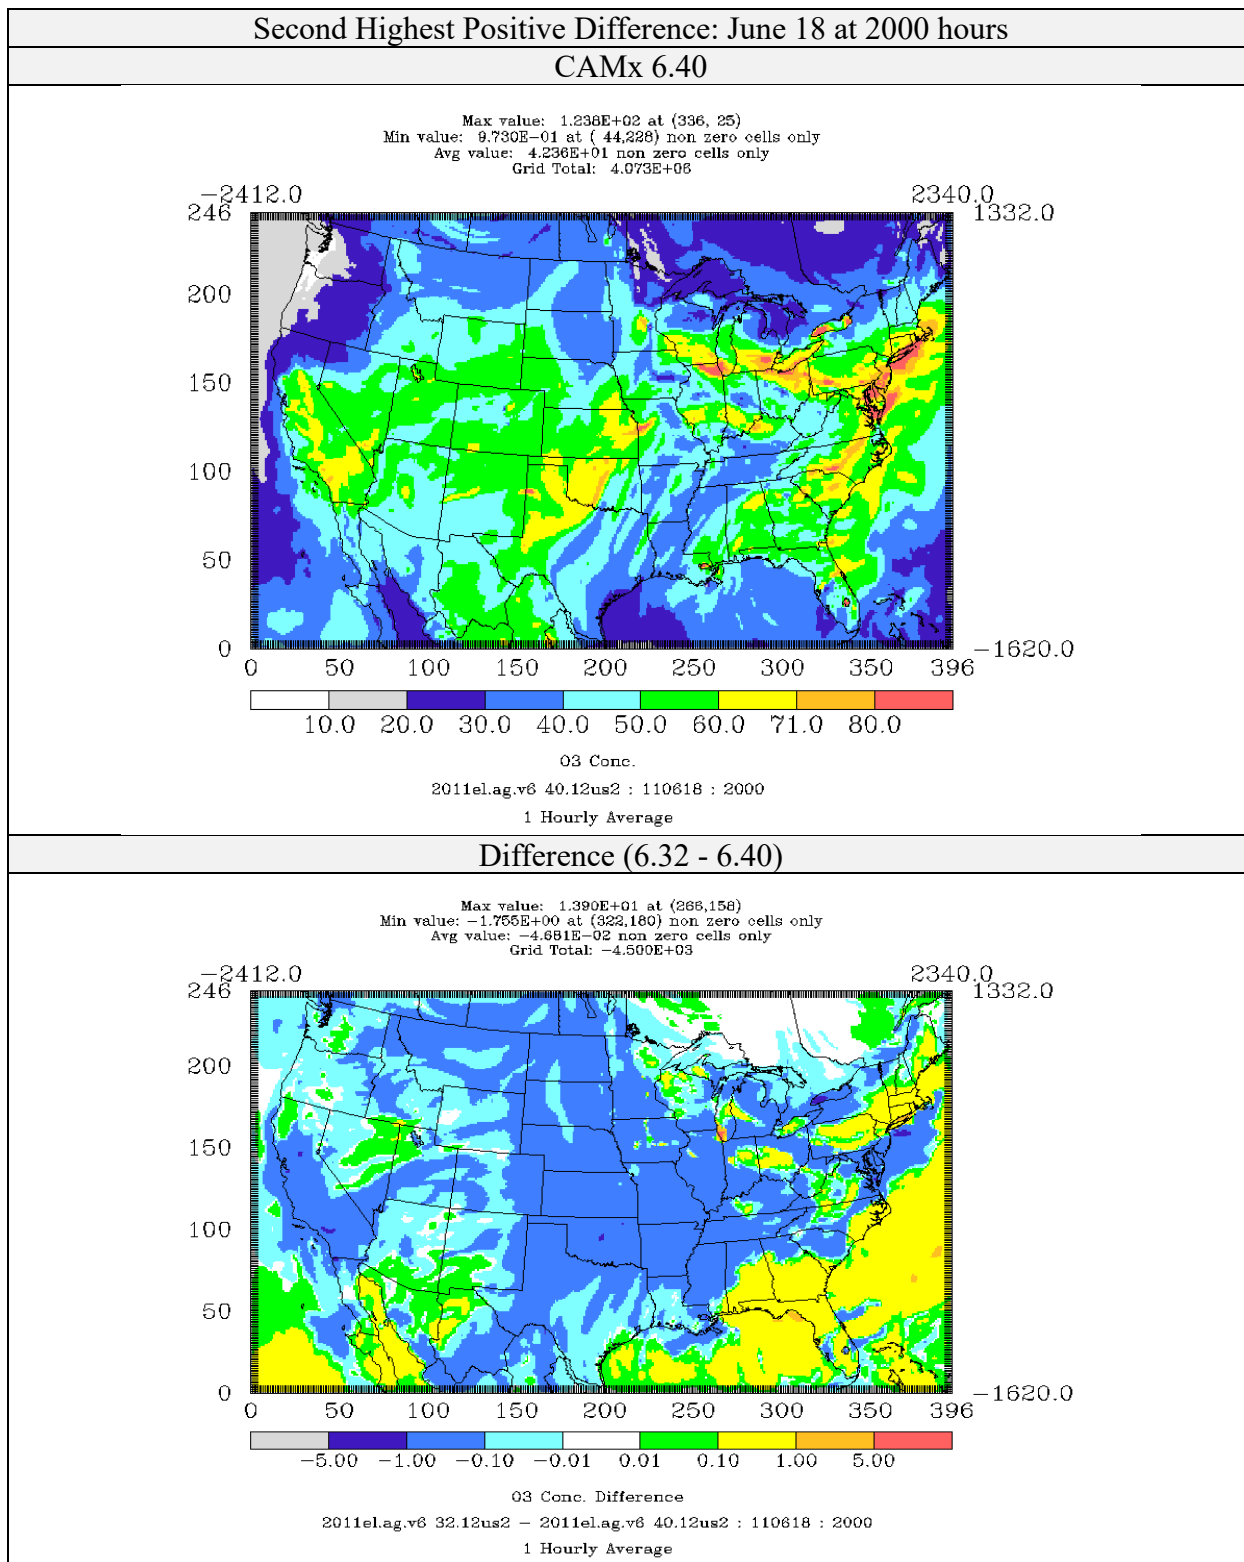 Second Highest Positive Difference: June 18 at 2000 hours
CAMx 6.40
Max value: 1.238E+02 at (336, 25)
Min value: 9.730E-01 at ( 44,228) non zero cells only
Avg value: 4.236E+01 non zero cells only
Grid Total: 4.073E+06
-2412.0 2340.0
246 1332.0
200
150
100
50
0 -1620.0
0 50 100 150 200 250 300 350 396
10.0 20.0 30.0 40.0 50.0 60.0 71.0 80.0
O3 Conc.
2011el.ag.v6 40.12us2 : 110618 : 2000
1 Hourly Average
Difference (6.32 - 6.40)
Max value: 1.390E+01 at (266,158)
Min value: -1.755E+00 at (322,180) non zero cells only
Avg value: -4.681E-02 non zero cells only
Grid Total: -4.500E+03
-2412.0 2340.0
246 1332.0
200
150
100
50
0 -1620.0
0 50 100 150 200 250 300 350 396
-5.00 -1.00 -0.10 -0.01 0.01 0.10 1.00 5.00
O3 Conc. Difference
2011el.ag.v6 32.12us2 - 2011el.ag.v6 40.12us2 : 110618 : 2000
1 Hourly Average